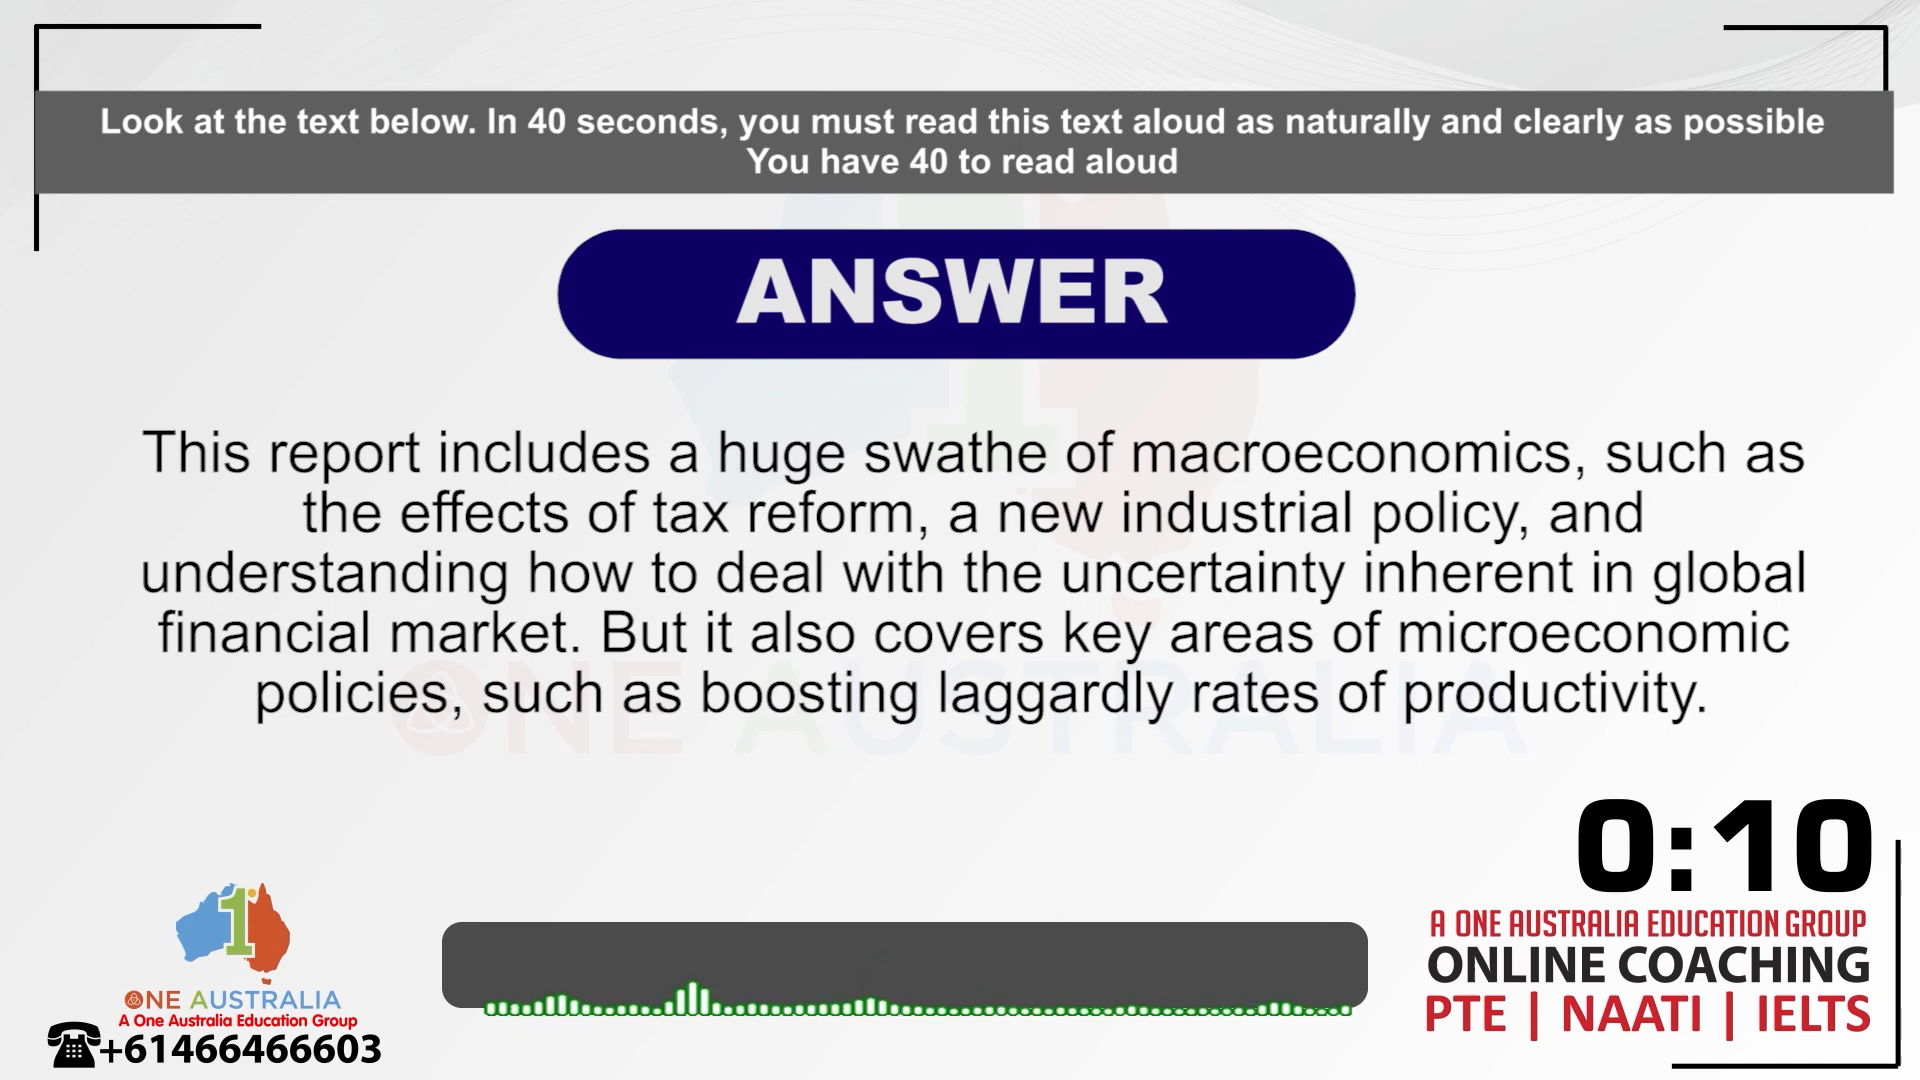 Look at the text below. In 40 seconds, you must read this text aloud as naturally and clearly as possible
You have 40 to read aloud
ANSWER
This report includes a huge swathe of macroeconomics, such as
the effects of tax reform, a new industrial policy, and
understanding how to deal with the uncertainty inherent in global
financial market. But it also covers key areas of microeconomic
policies, such as boosting laggardly rates of productivity.
ONE AUSTRALIA
0:10
A ONE AUSTRALIA EDUCATION GROUP
ONLINE COACHING
PTE | NAATI | IELTS
1
ONE AUSTRALIA
A One Australia Education Group
+61466466603